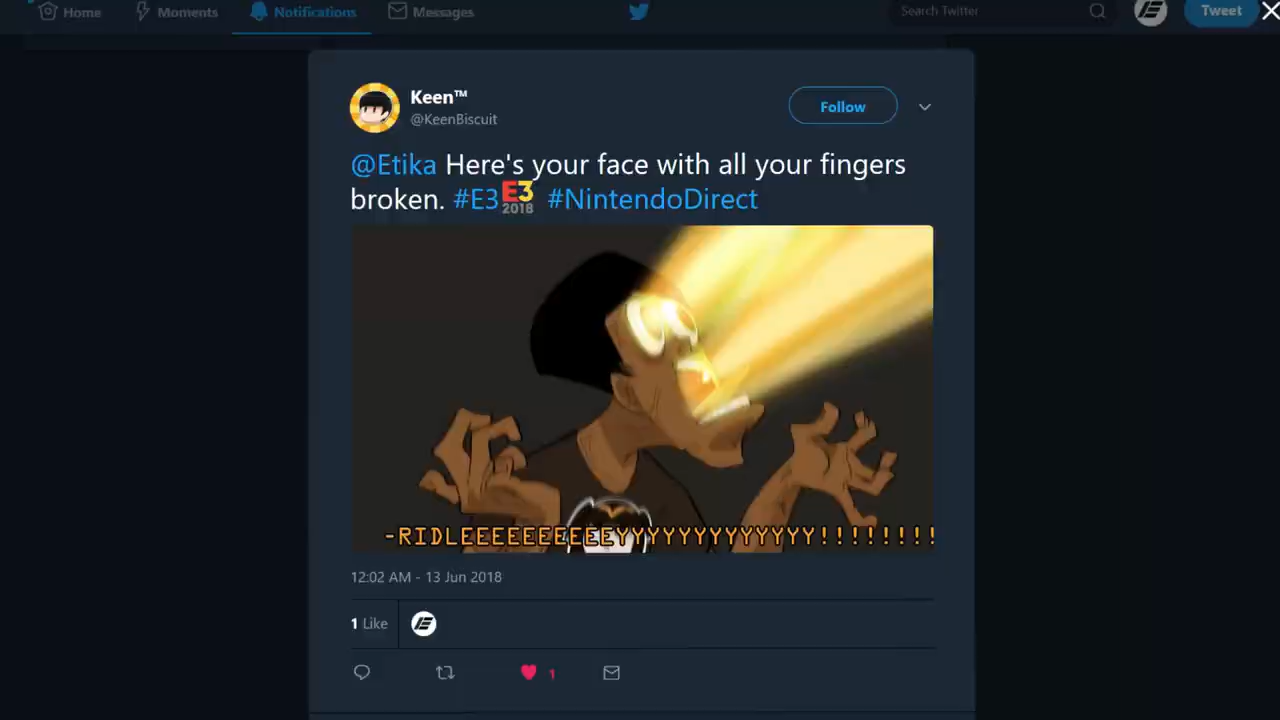 Home Moments Notifications Messages Search Twitter Tweet
Keen™
@KeenBiscuit
Follow
@Etika Here's your face with all your fingers
broken. #E3 E3 2018 #NintendoDirect
-RIDLEEEEEEEEEEYYYYYYYYYYYYY!!!!!!!!
12:02 AM - 13 Jun 2018
1 Like
1